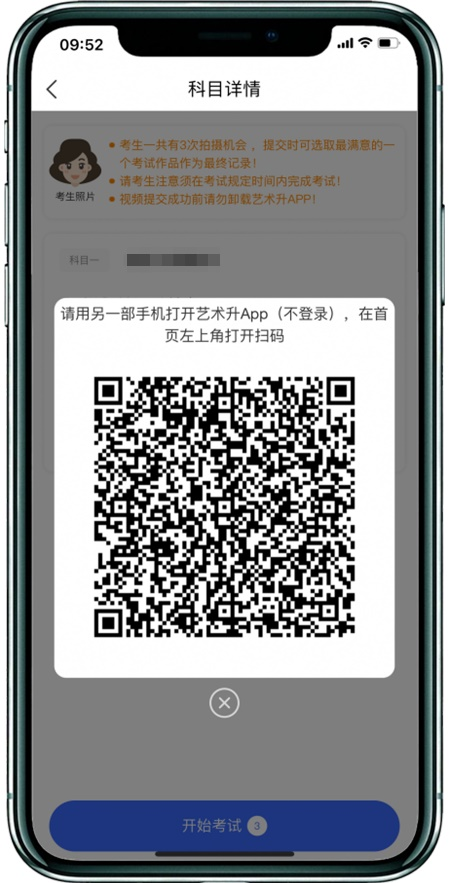 09:52
科目详情
考生一共有3次拍摄机会，提交时可选取最满意的一
个考试作品作为最终记录！
请考生注意须在考试规定时间内完成考试！
视频提交成功前请勿卸载艺术升APP！
考生照片
科目一
请用另一部手机打开艺术升App（不登录），在首
页左上角打开扫码
开始考试 3